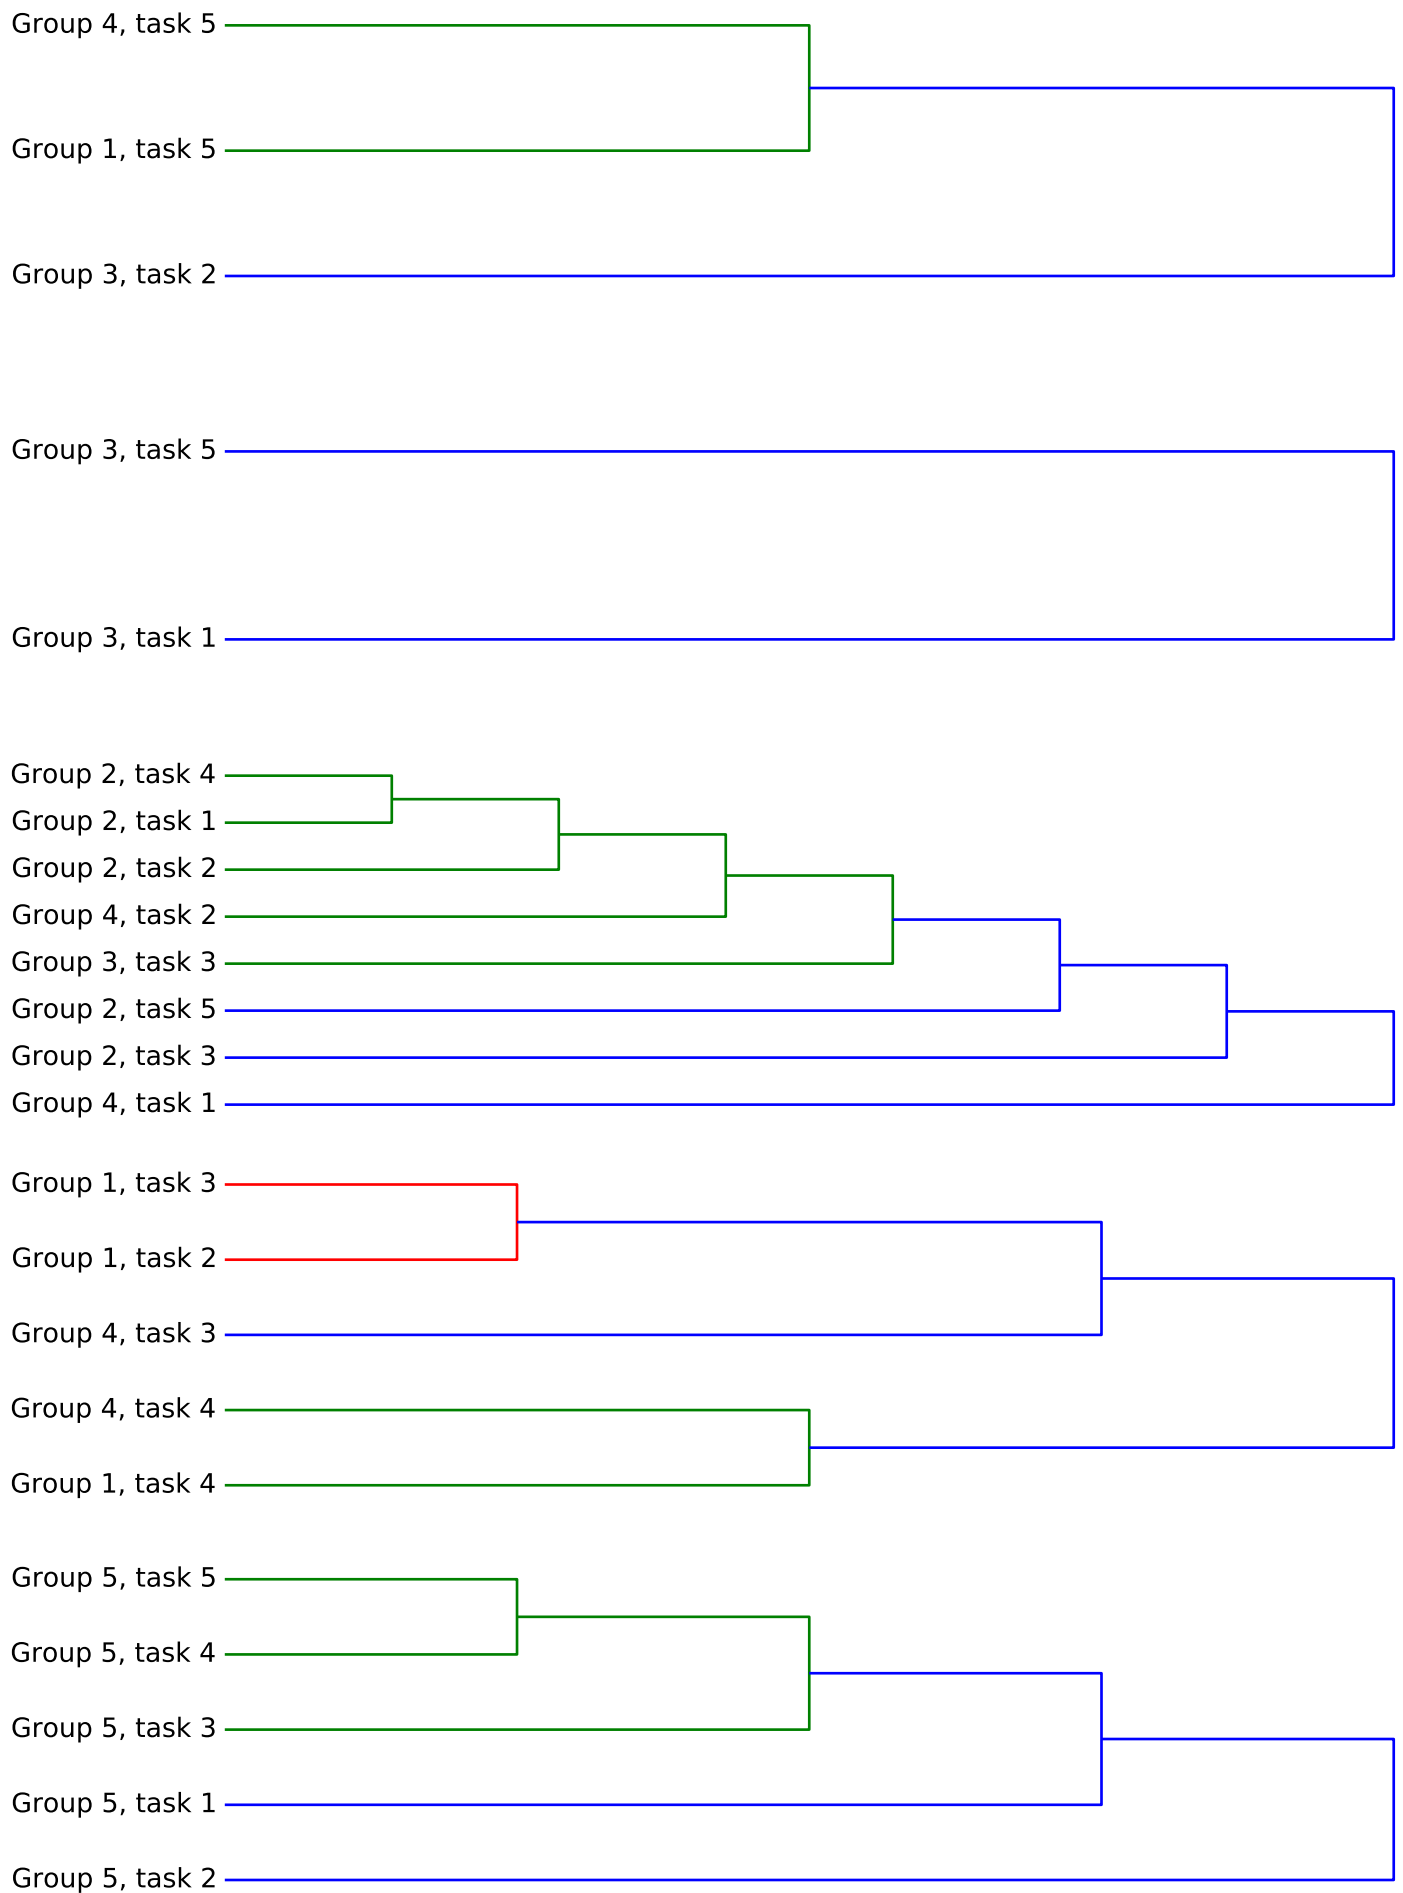 Group 4, task 5
Group 1, task 5
Group 3, task 2
Group 3, task 5
Group 3, task 1
Group 2, task 4
Group 2, task 1
Group 2, task 2
Group 4, task 2
Group 3, task 3
Group 2, task 5
Group 2, task 3
Group 4, task 1
Group 1, task 3
Group 1, task 2
Group 4, task 3
Group 4, task 4
Group 1, task 4
Group 5, task 5
Group 5, task 4
Group 5, task 3
Group 5, task 1
Group 5, task 2